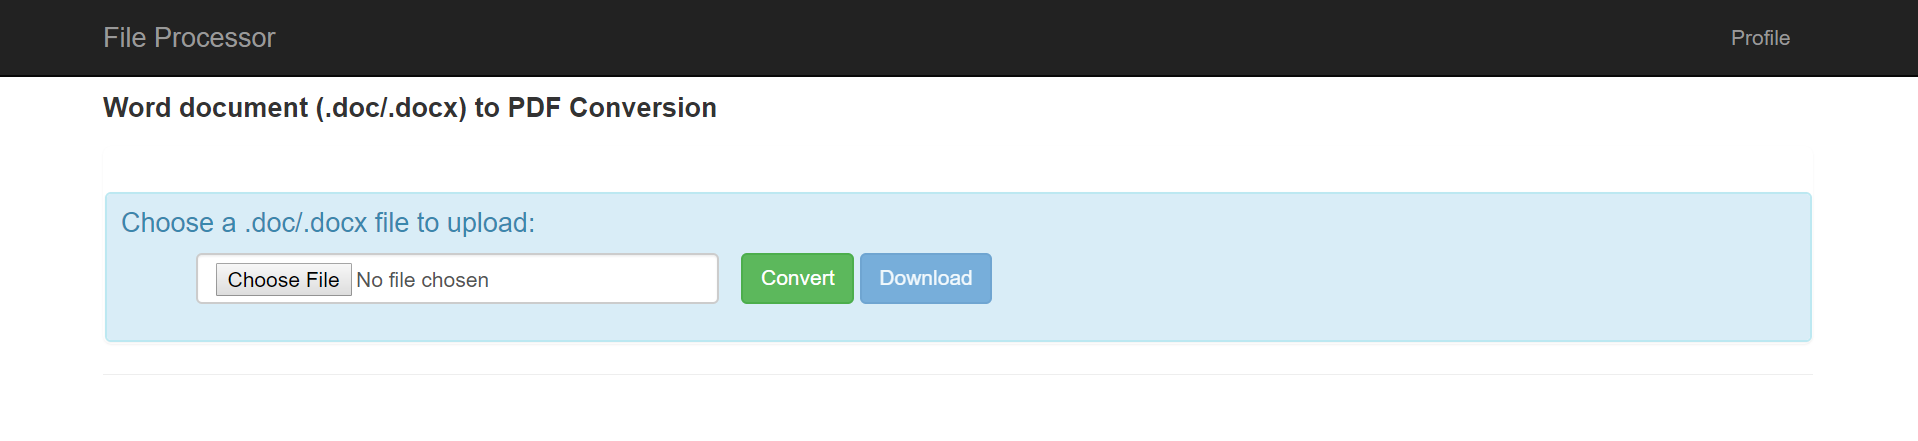 File Processor Profile
Word document (.doc/.docx) to PDF Conversion
Choose a .doc/.docx file to upload:
Choose File No file chosen Convert Download